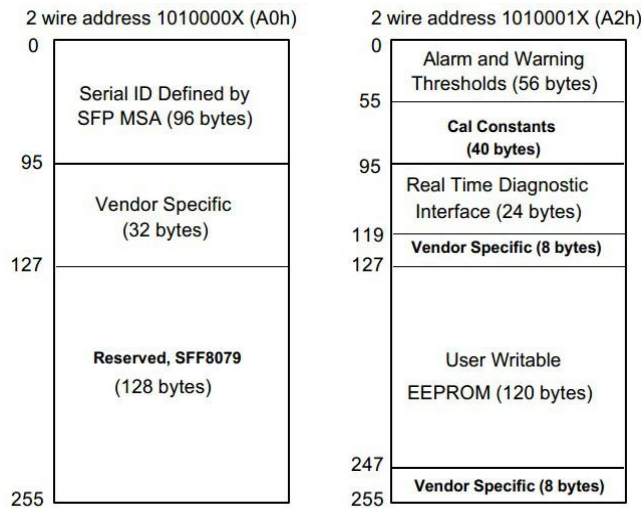 2 wire address 1010000X (A0h)
0
Serial ID Defined by
SFP MSA (96 bytes)
95
Vendor Specific
(32 bytes)
127
Reserved, SFF8079
(128 bytes)
255
2 wire address 1010001X (A2h)
0
Alarm and Warning
Thresholds (56 bytes)
55
Cal Constants
(40 bytes)
95
Real Time Diagnostic
Interface (24 bytes)
119
Vendor Specific (8 bytes)
127
User Writable
EEPROM (120 bytes)
247
Vendor Specific (8 bytes)
255